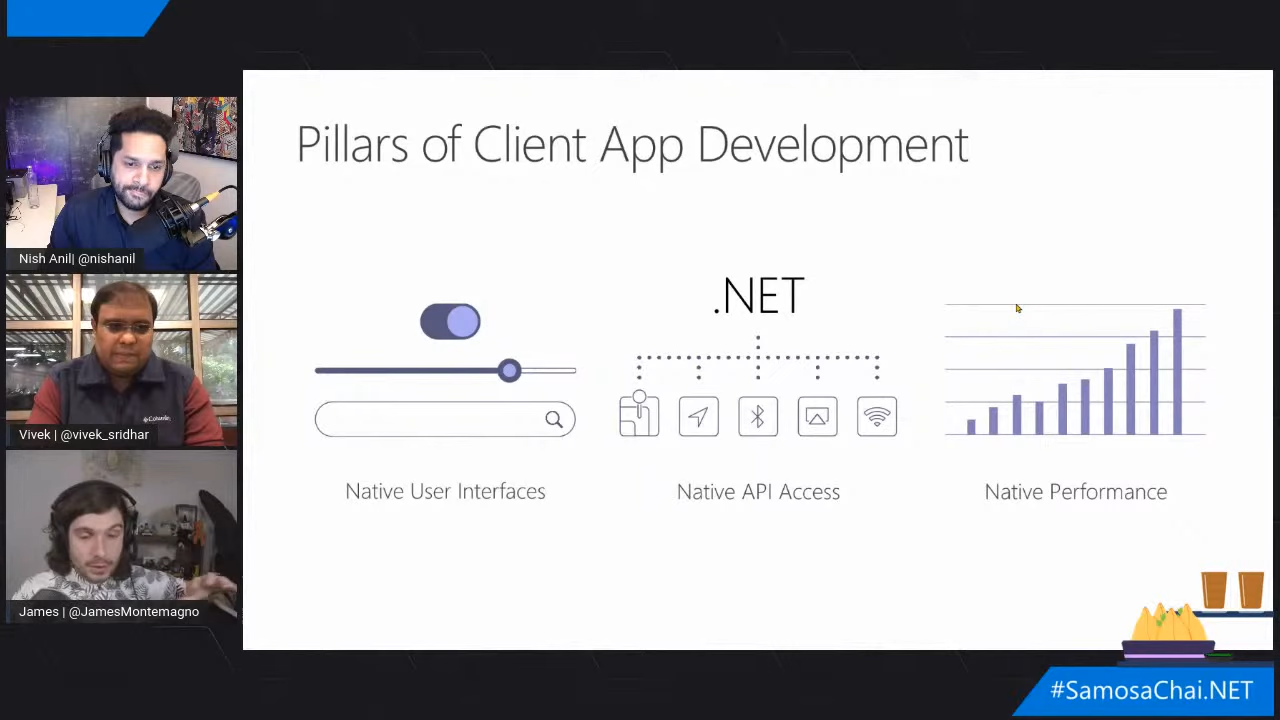 Pillars of Client App Development
.NET
Native User Interfaces
Native API Access
Native Performance
Nish Anil| @nishanil
Vivek | @vivek_sridhar
James | @JamesMontemagno
#SamosaChai.NET